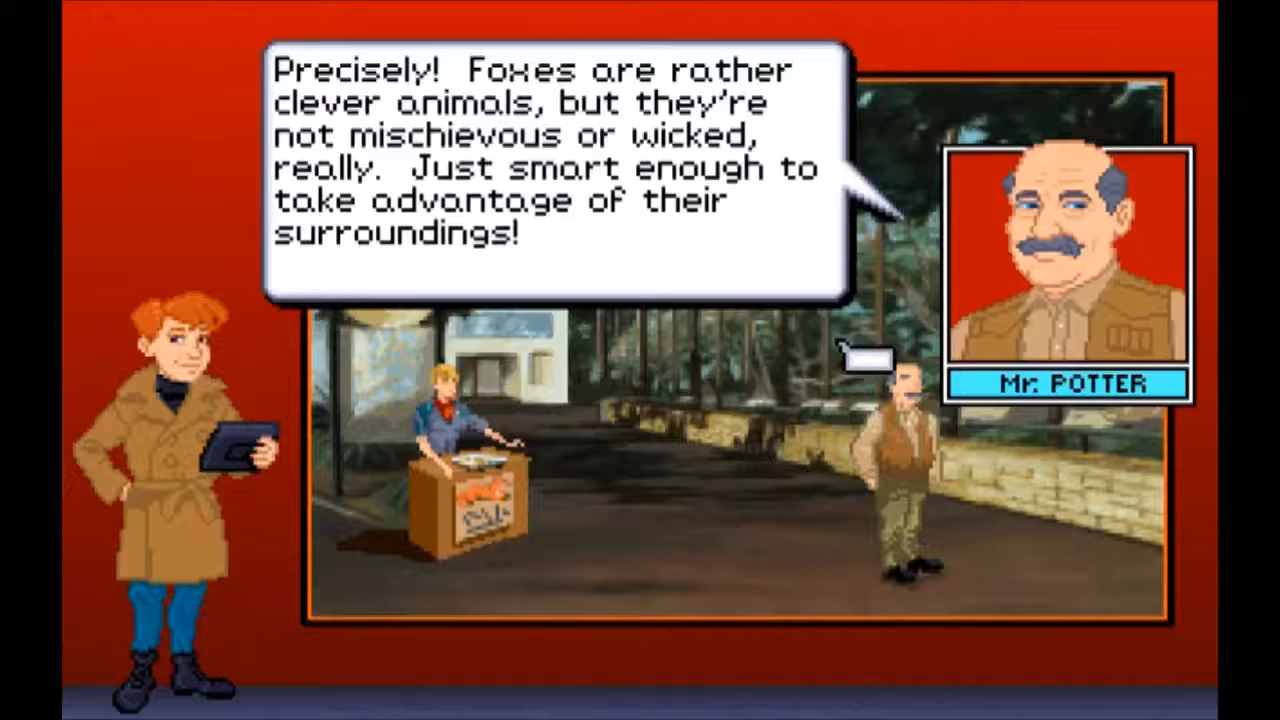 Precisely!  Foxes are rather
clever animals, but they're
not mischievous or wicked,
really.  Just smart enough to
take advantage of their
surroundings!
Mr. POTTER